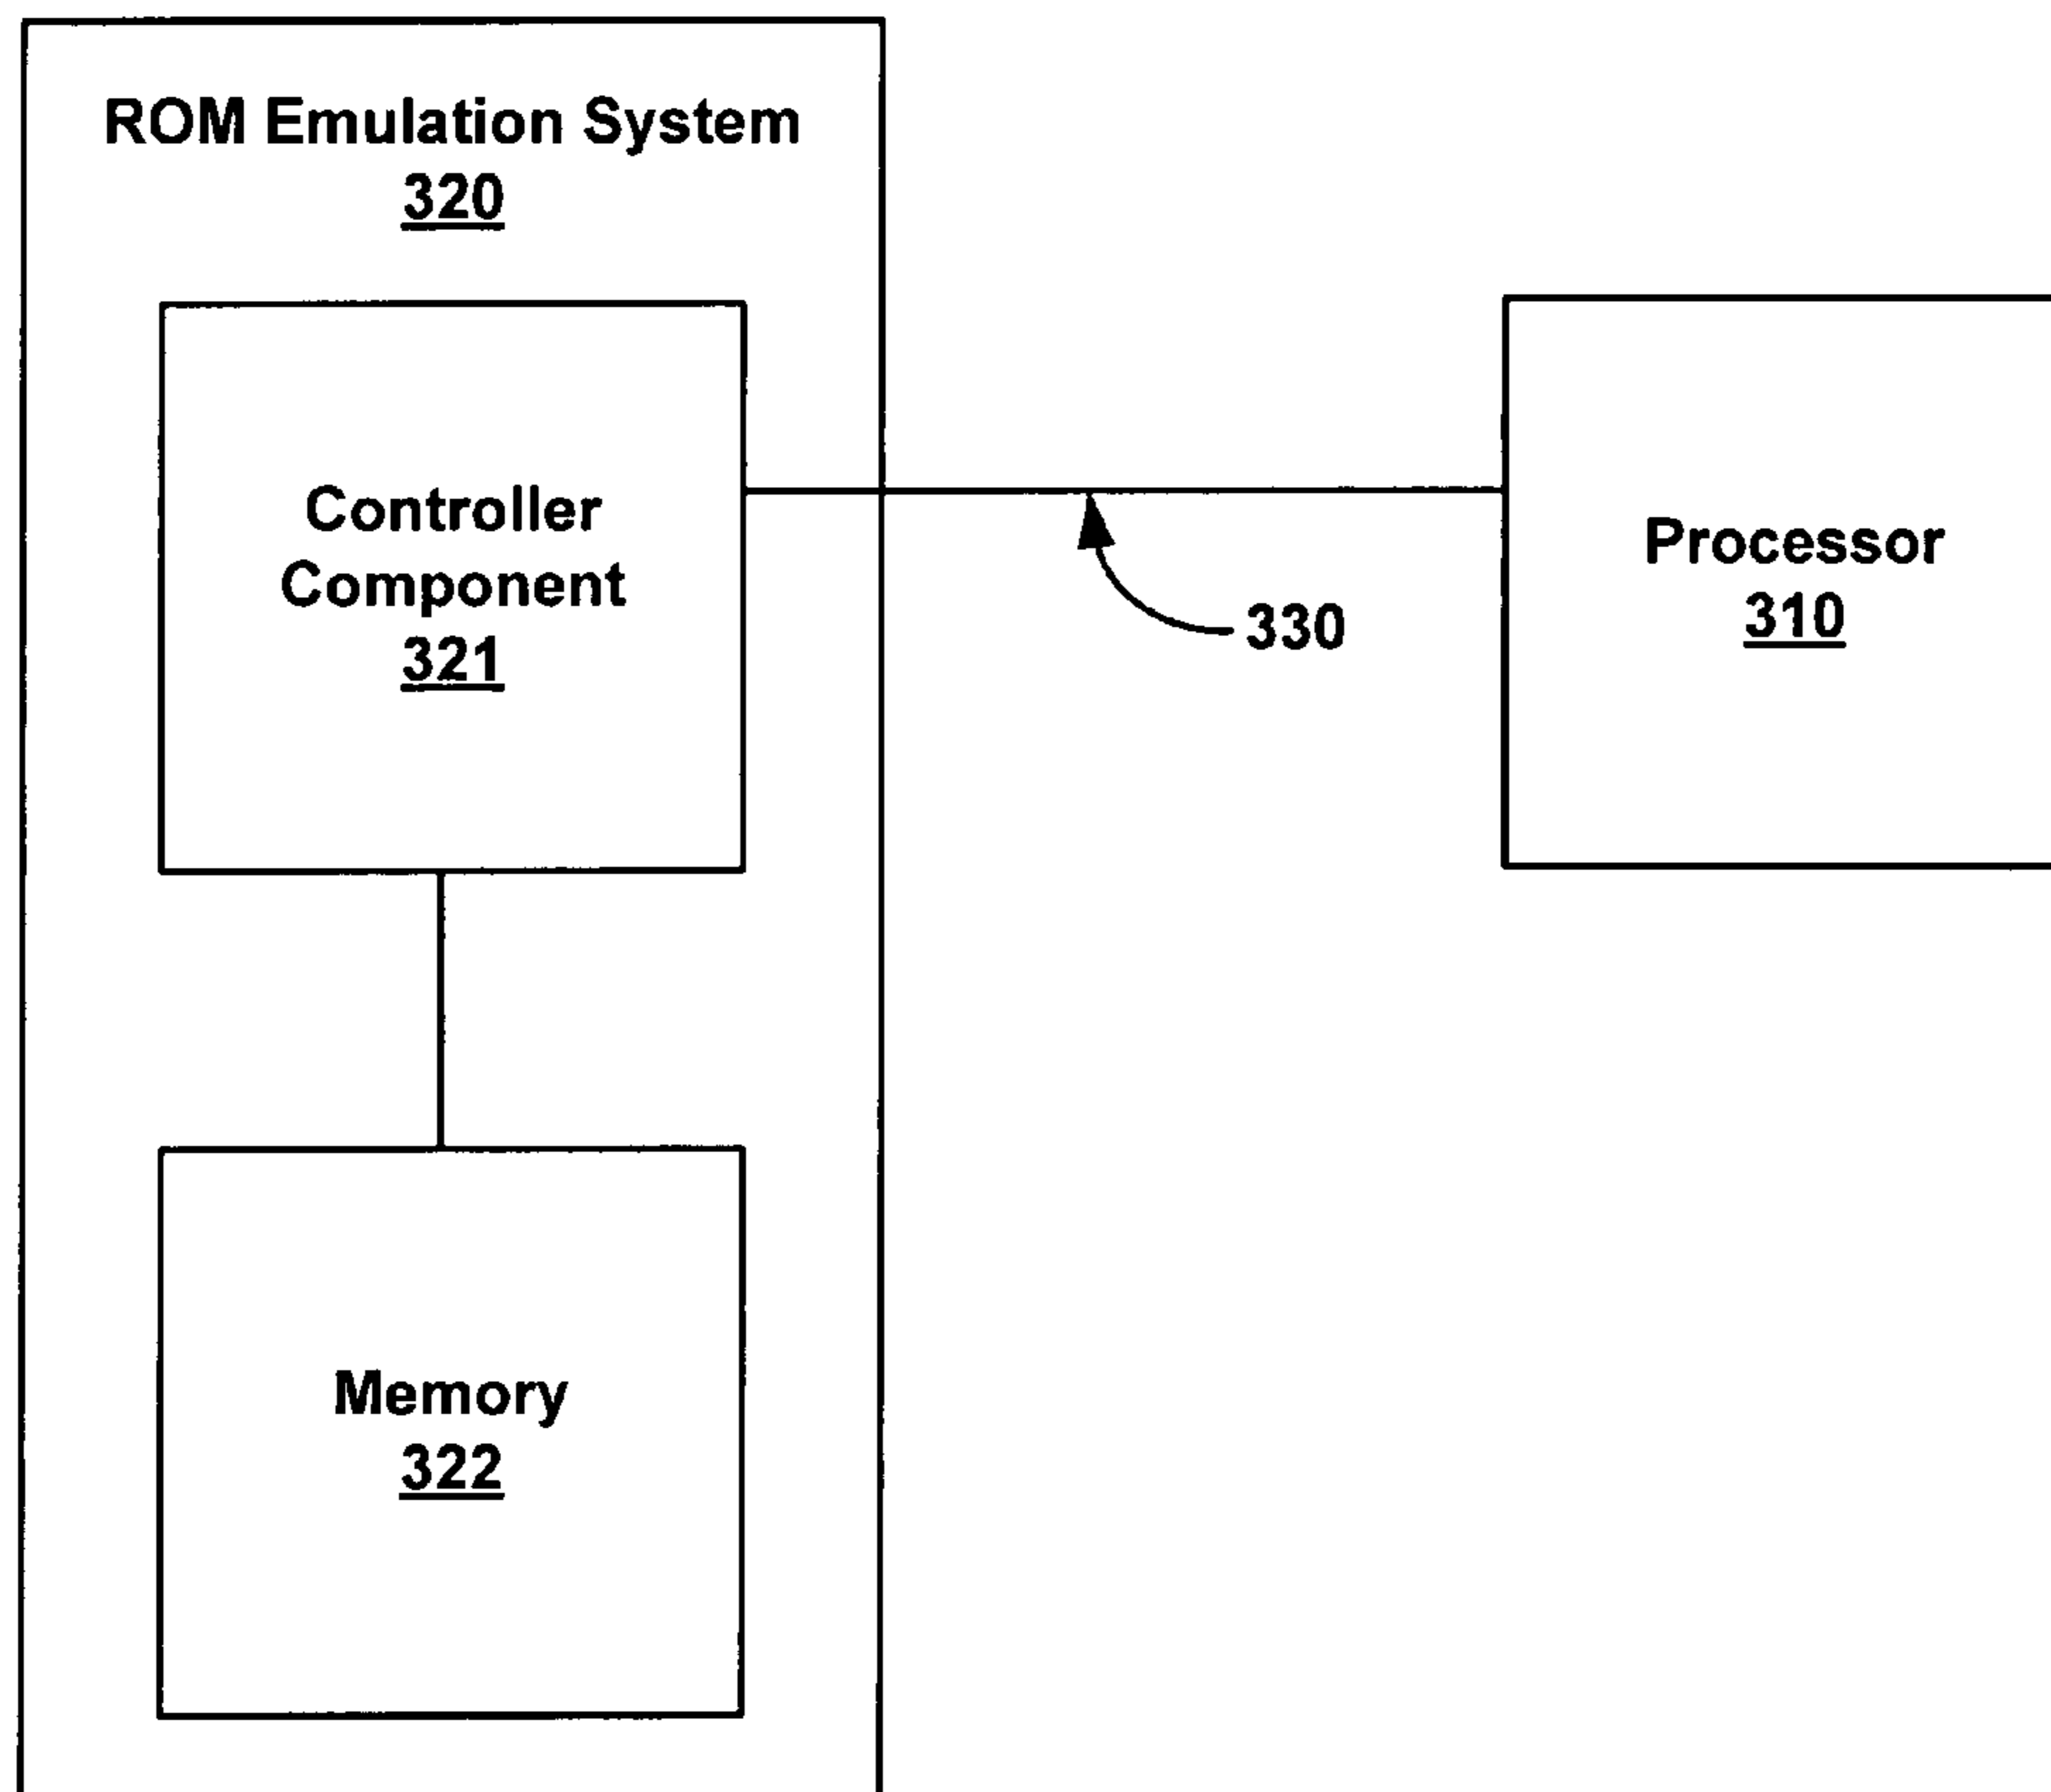 ROM Emulation System
320
Controller
Component
321
330
Processor
310
Memory
322